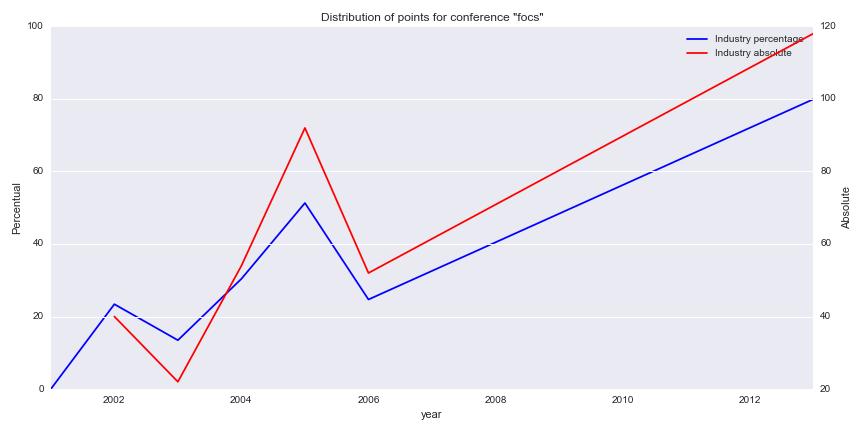 Distribution of points for conference "focs"
100
80
60
40
20
0
Percentual
120
100
80
60
40
20
Absolute
Industry percentage
Industry absolute
2002 2004 2006 2008 2010 2012
year